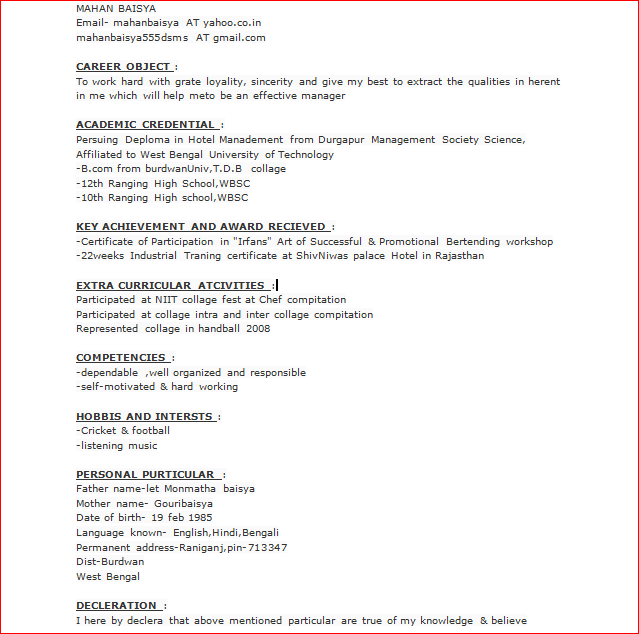 MAHAN BAISYA
Email- mahanbaisya AT yahoo.co.in
mahanbaisya555dsms AT gmail.com
CAREER OBJECT :
To work hard with grate loyality, sincerity and give my best to extract the qualities in herent
in me which will help meto be an effective manager
ACADEMIC CREDENTIAL :
Persuing Deploma in Hotel Manadement from Durgapur Management Society Science,
Affiliated to West Bengal University of Technology
-B.com from burdwanUniv,T.D.B collage
-12th Ranging High School,WBSC
-10th Ranging High school,WBSC
KEY ACHIEVEMENT AND AWARD RECIEVED :
-Certificate of Participation in "Irfans" Art of Successful & Promotional Bertending workshop
-22weeks Industrial Traning certificate at ShivNiwas palace Hotel in Rajasthan
EXTRA CURRICULAR ATCIVITIES :
Participated at NIIT collage fest at Chef compitation
Participated at collage intra and inter collage compitation
Represented collage in handball 2008
COMPETENCIES :
-dependable ,well organized and responsible
-self-motivated & hard working
HOBBIS AND INTERSTS :
-Cricket & football
-listening music
PERSONAL PURTICULAR :
Father name-let Monmatha baisya
Mother name- Gouribaisya
Date of birth- 19 feb 1985
Language known- English,Hindi,Bengali
Permanent address-Raniganj,pin-713347
Dist-Burdwan
West Bengal
DECLERATION :
I here by declera that above mentioned particular are true of my knowledge & believe